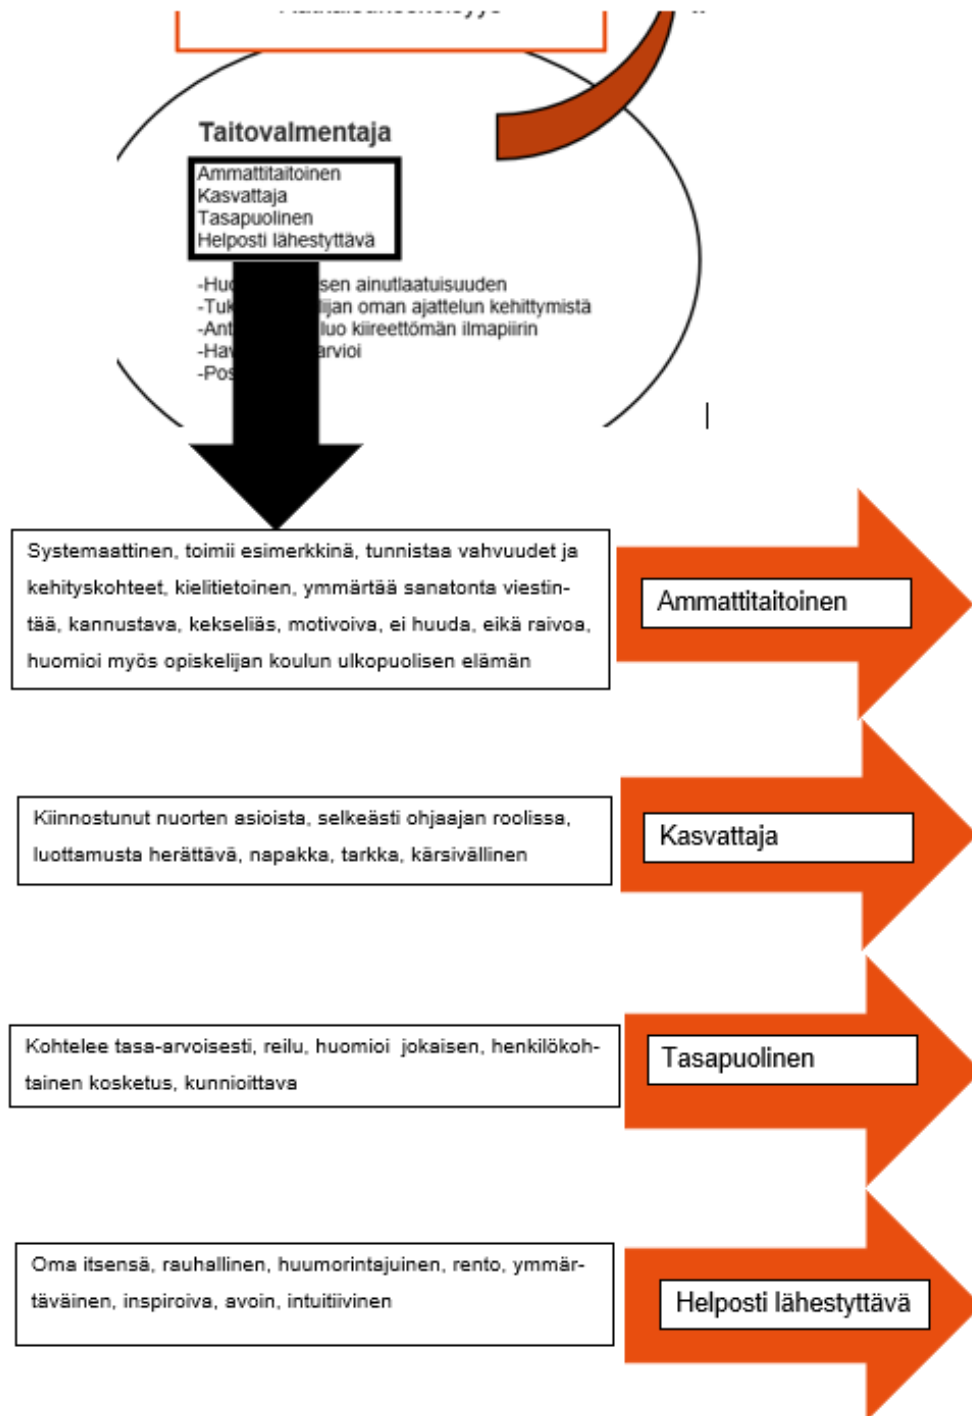 Taitovalmentaja
Ammattitaitoinen
Kasvattaja
Tasapuolinen
Helposti lähestyttävä
ainutlaatuisuuden
oman ajattelun kehittymistä
luo kiireettömän ilmapiirin
Systemaattinen, toimii esimerkkinä, tunnistaa vahvuudet ja
kehityskohteet, kielitietoinen, ymmärtää sanatonta viestin-
tää, kannustava, kekseliäs, motivoiva, ei huuda, eikä raivoa,
huomioi myös opiskelijan koulun ulkopuolisen elämän
Ammattitaitoinen
Kiinnostunut nuorten asioista, selkeästi ohjaajan roolissa,
luottamusta herättävä, napakka, tarkka, kärsivällinen
Kasvattaja
Kohtelee tasa-arvoisesti, reilu, huomioi jokaisen, henkilökoh-
tainen kosketus, kunnioittava
Tasapuolinen
Oma itsensä, rauhallinen, huumorintajuinen, rento, ymmär-
täväinen, inspiroiva, avoin, intuitiivinen
Helposti lähestyttävä